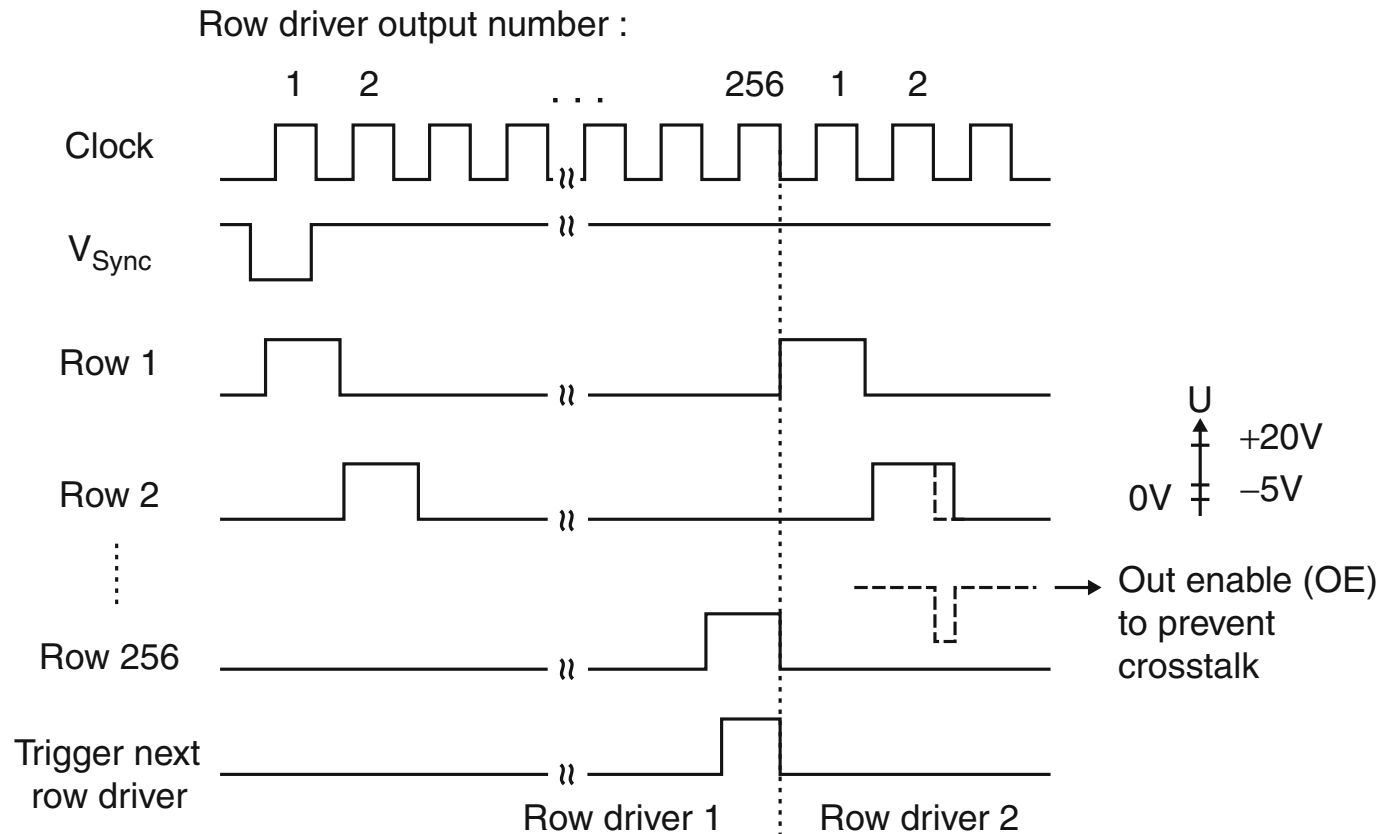 Row driver output number :
1 2 . . . 256 1 2
Clock
VSync
Row 1
U
+20V
Row 2
0V −5V
Out enable (OE)
to prevent
crosstalk
Row 256
Trigger next
row driver
Row driver 1 Row driver 2